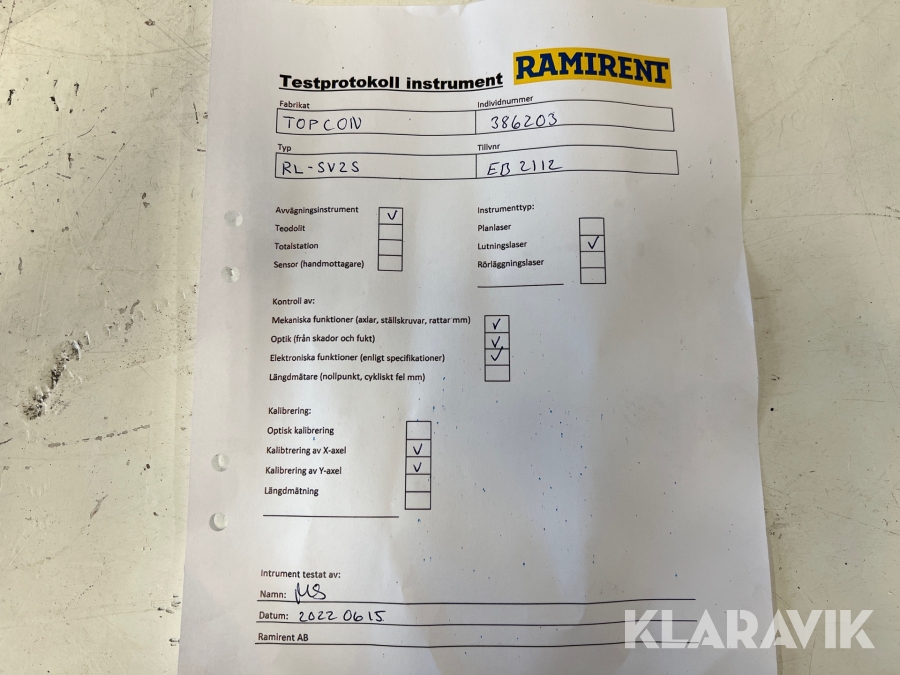 Testprotokoll instrument RAMIRENT
Fabrikat Individnummer
TOPCON 386203
Typ Tillvnr
RL-SV2S EB2112
Avvägningsinstrument ✓ Instrumenttyp:
Teodolit Planlaser
Totalstation Lutningslaser ✓
Sensor (handmottagare) Rörläggningslaser
Kontroll av:
Mekaniska funktioner (axlar, ställskruvar, rattar mm) ✓
Optik (från skador och fukt) ✓
Elektroniska funktioner (enligt specifikationer) ✓
Längdmätare (nollpunkt, cykliskt fel mm)
Kalibrering:
Optisk kalibrering
Kalibtrering av X-axel ✓
Kalibrering av Y-axel ✓
Längdmätning
Intrument testat av:
Namn: MS
Datum: 20220615
Ramirent AB
KLARAVIK